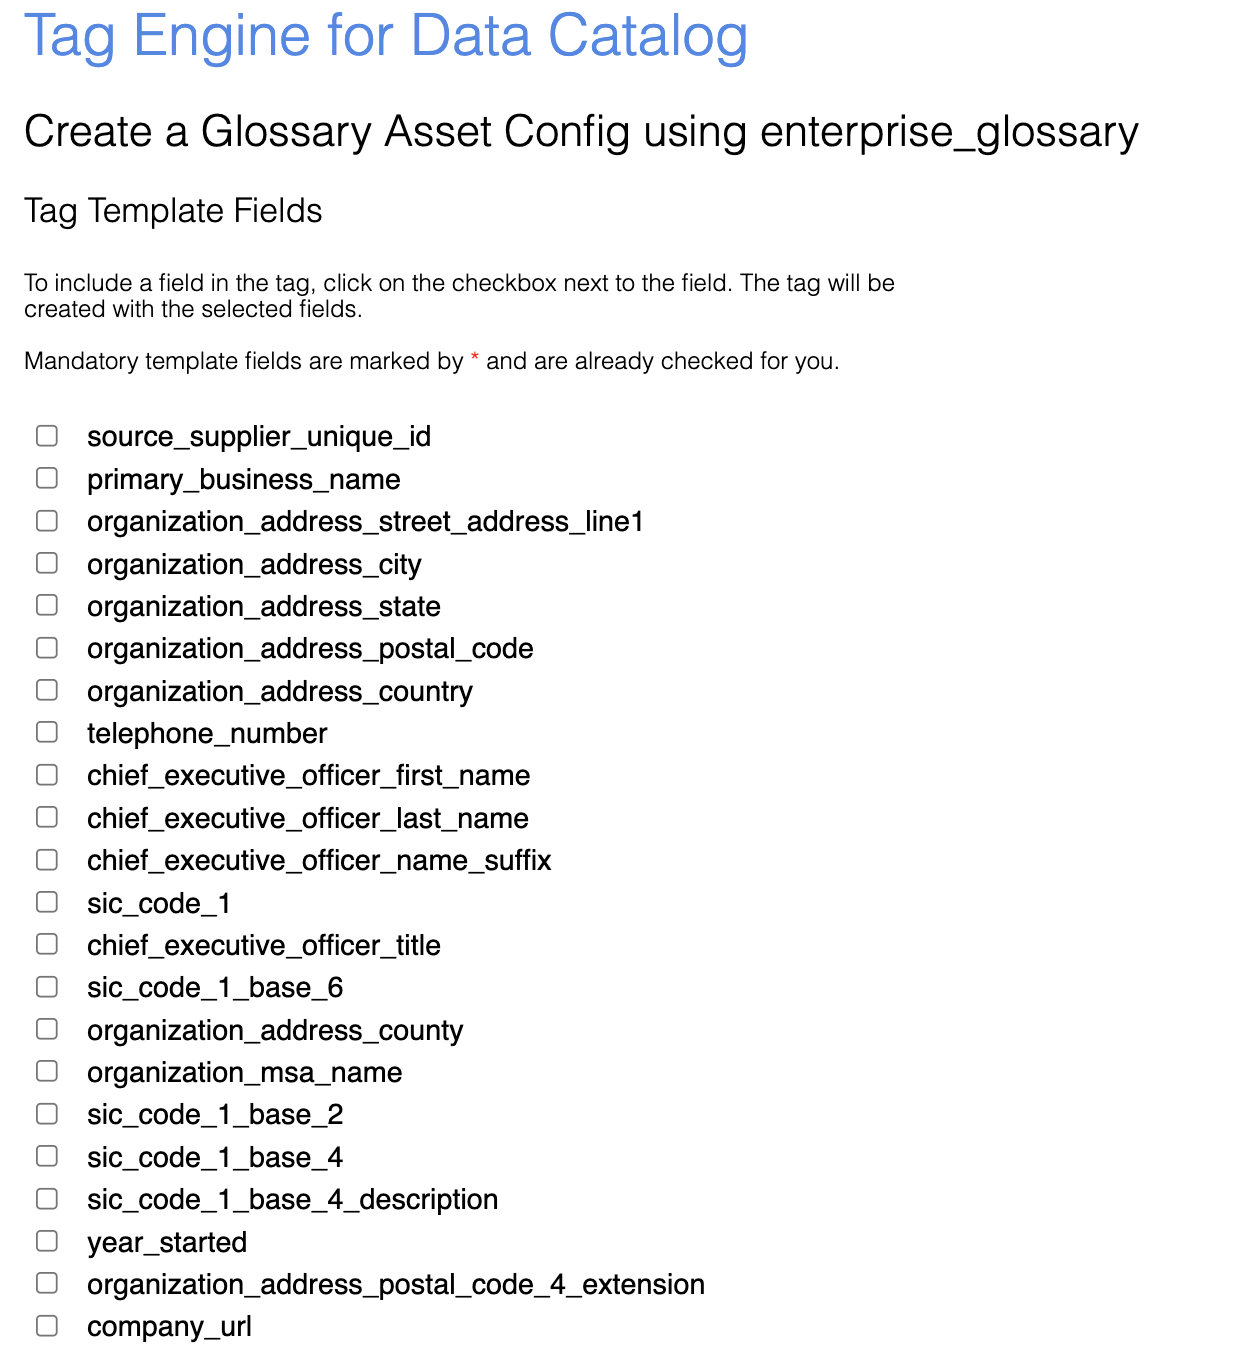 Tag Engine for Data Catalog
Create a Glossary Asset Config using enterprise_glossary
Tag Template Fields
To include a field in the tag, click on the checkbox next to the field. The tag will be
created with the selected fields.
Mandatory template fields are marked by * and are already checked for you.
source_supplier_unique_id
primary_business_name
organization_address_street_address_line1
organization_address_city
organization_address_state
organization_address_postal_code
organization_address_country
telephone_number
chief_executive_officer_first_name
chief_executive_officer_last_name
chief_executive_officer_name_suffix
sic_code_1
chief_executive_officer_title
sic_code_1_base_6
organization_address_county
organization_msa_name
sic_code_1_base_2
sic_code_1_base_4
sic_code_1_base_4_description
year_started
organization_address_postal_code_4_extension
company_url